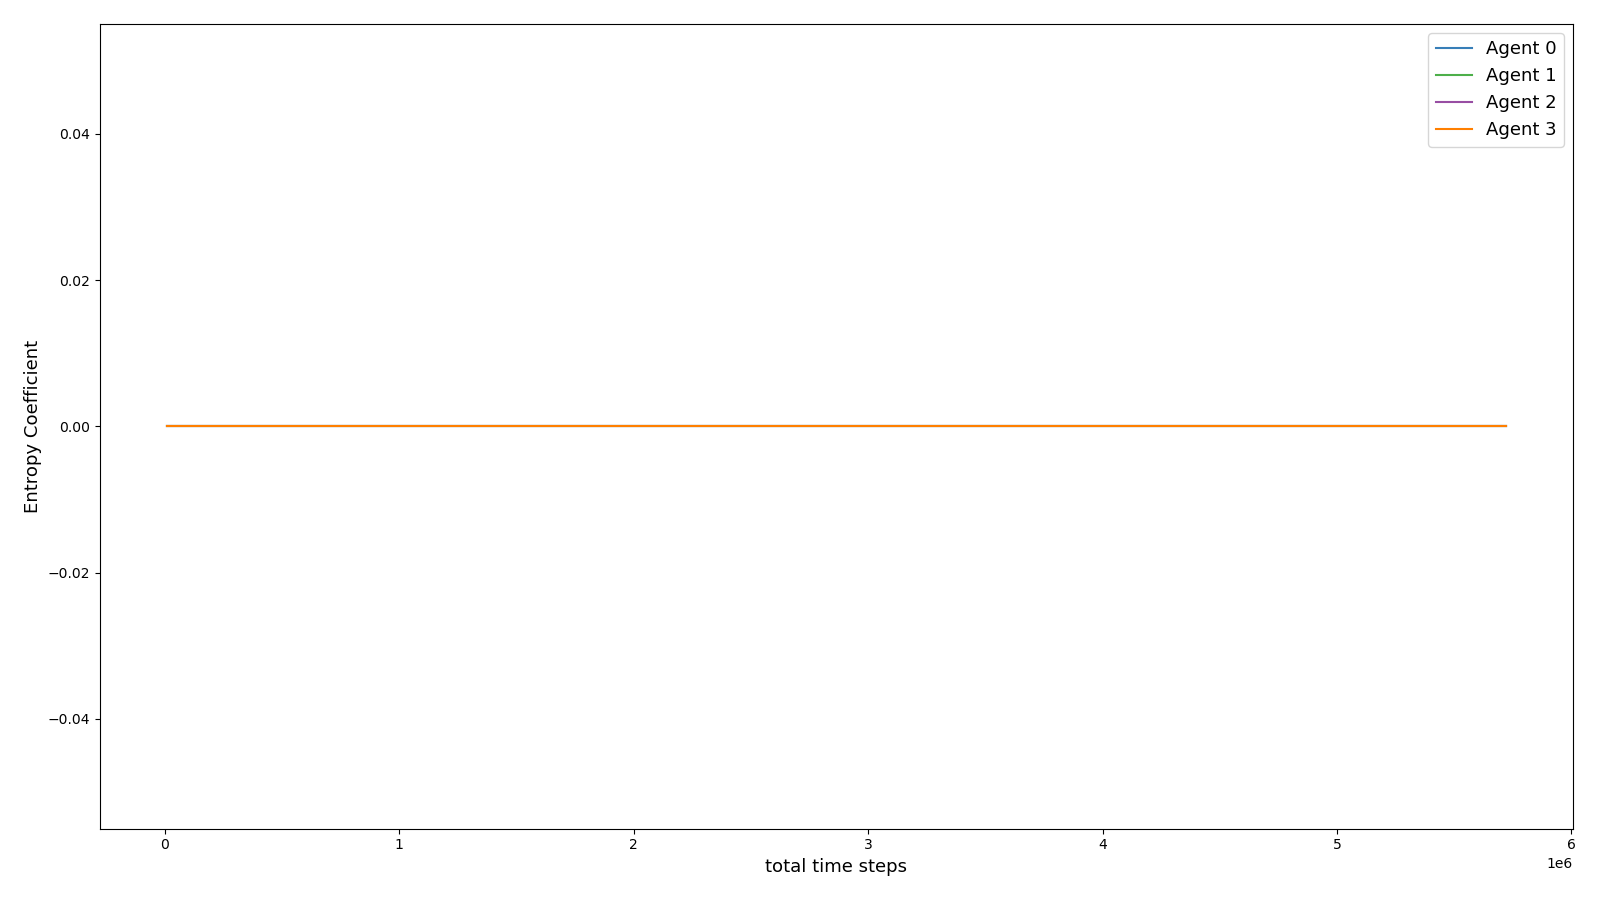 Agent 0
Agent 1
Agent 2
Agent 3
0.04
0.02
0.00
−0.02
−0.04
Entropy Coefficient
0 1 2 3 4 5 6
1e6
total time steps